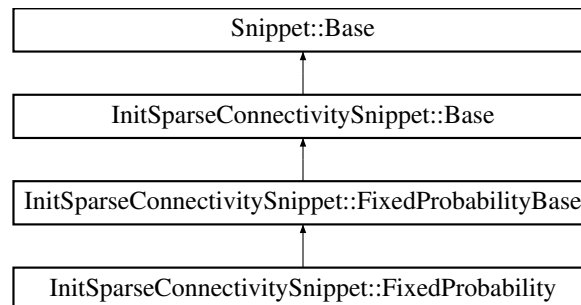 Snippet::Base
InitSparseConnectivitySnippet::Base
InitSparseConnectivitySnippet::FixedProbabilityBase
InitSparseConnectivitySnippet::FixedProbability